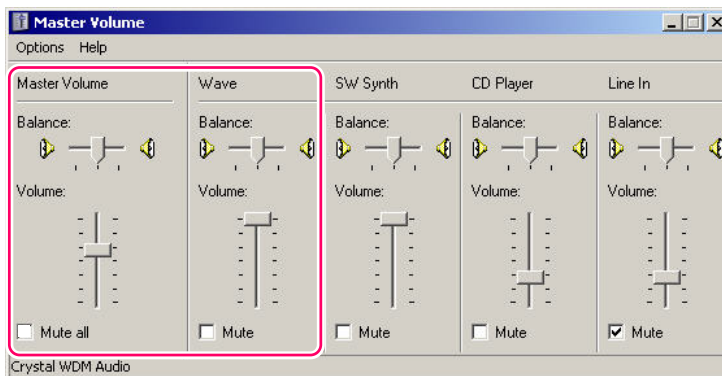 Master Volume
Options Help
Master Volume Wave SW Synth CD Player Line In
Balance: Balance: Balance: Balance: Balance:
Volume: Volume: Volume: Volume: Volume:
Mute all Mute Mute Mute Mute
Crystal WDM Audio